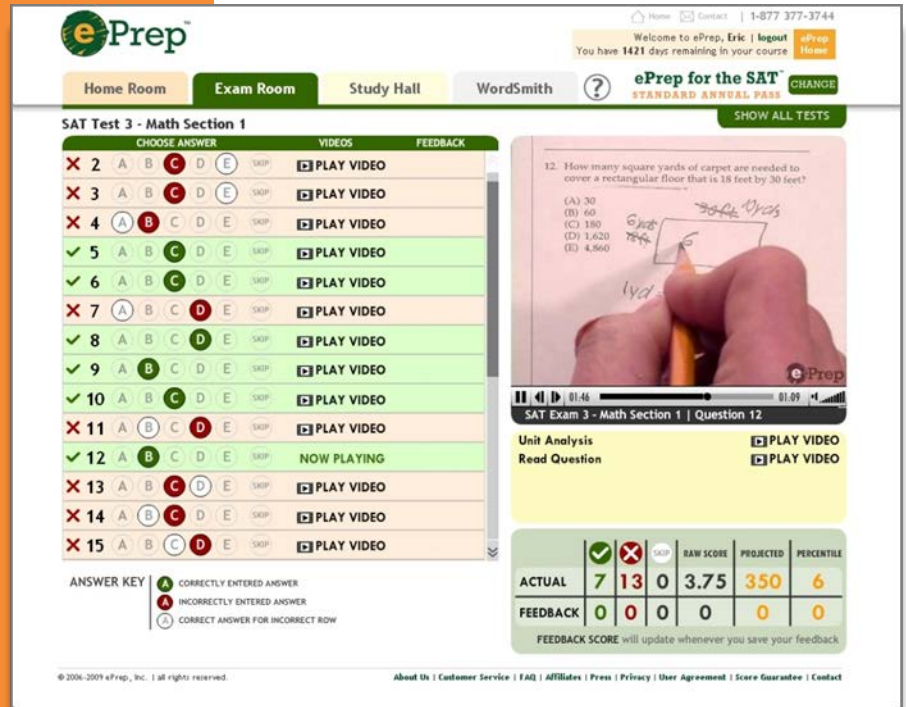 Home | Contact | 1-877 377-3744
ePrep™
Welcome to ePrep, Eric | logout
You have 1421 days remaining in your course
ePrep Home
Home Room
Exam Room
Study Hall
WordSmith
?
ePrep for the SAT™
STANDARD ANNUAL PASS
CHANGE
SHOW ALL TESTS
SAT Test 3 - Math Section 1
CHOOSE ANSWER VIDEOS FEEDBACK
2 A B C D E SKIP PLAY VIDEO
3 A B C D E SKIP PLAY VIDEO
4 A B C D E SKIP PLAY VIDEO
5 A B C D E SKIP PLAY VIDEO
6 A B C D E SKIP PLAY VIDEO
7 A B C D E SKIP PLAY VIDEO
8 A B C D E SKIP PLAY VIDEO
9 A B C D E SKIP PLAY VIDEO
10 A B C D E SKIP PLAY VIDEO
11 A B C D E SKIP PLAY VIDEO
12 A B C D E SKIP NOW PLAYING
13 A B C D E SKIP PLAY VIDEO
14 A B C D E SKIP PLAY VIDEO
15 A B C D E SKIP PLAY VIDEO
ANSWER KEY
A CORRECTLY ENTERED ANSWER
A INCORRECTLY ENTERED ANSWER
A CORRECT ANSWER FOR INCORRECT ROW
12. How many square yards of carpet are needed to
cover a rectangular floor that is 18 feet by 30 feet?
(A) 30
(B) 60
(C) 180
(D) 1,620
(E) 4,860
30ft 10yds
6yds
18ft
6
1yd =
ePrep
01:46 01:09
SAT Exam 3 - Math Section 1 | Question 12
Unit Analysis PLAY VIDEO
Read Question PLAY VIDEO
SKIP RAW SCORE PROJECTED PERCENTILE
ACTUAL 7 13 0 3.75 350 6
FEEDBACK 0 0 0 0 0 0
FEEDBACK SCORE will update whenever you save your feedback
© 2006-2009 ePrep, Inc. | all rights reserved.
About Us | Customer Service | FAQ | Affiliates | Press | Privacy | User Agreement | Score Guarantee | Contact